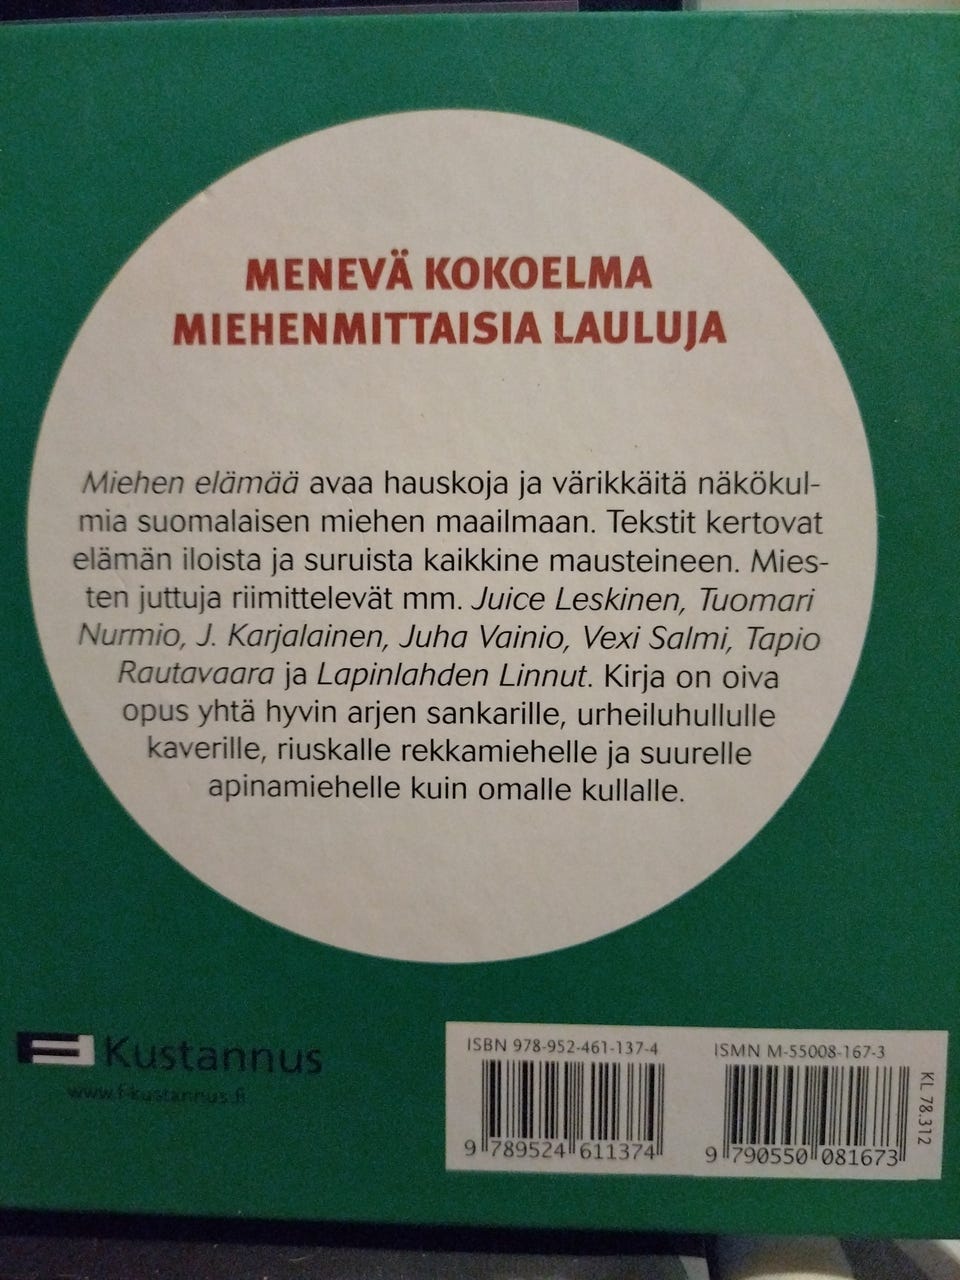 MENEVÄ KOKOELMA
MIEHENMITTAISIA LAULUJA
Miehen elämää avaa hauskoja ja värikkäitä näkökul-
mia suomalaisen miehen maailmaan. Tekstit kertovat
elämän iloista ja suruista kaikkine mausteineen. Mies-
ten juttuja riimittelevät mm. Juice Leskinen, Tuomari
Nurmio, J. Karjalainen, Juha Vainio, Vexi Salmi, Tapio
Rautavaara ja Lapinlahden Linnut. Kirja on oiva
opus yhtä hyvin arjen sankarille, urheiluhullulle
kaverille, riuskalle rekkamiehelle ja suurelle
apinamiehelle kuin omalle kullalle.
F Kustannus
www.f-kustannus.fi
ISBN 978-952-461-137-4
9 789524 611374
ISMN M-55008-167-3
9 790550 081673
KL 78.312